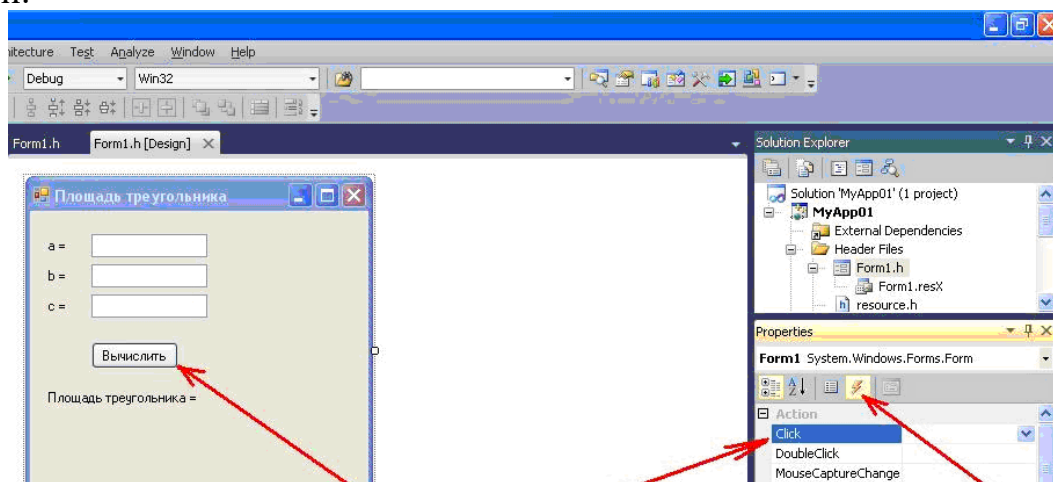 itecture Test Analyze Window Help
Debug Win32
Form1.h Form1.h [Design]
Площадь треугольника
a =
b =
c =
Вычислить
Площадь треугольника =
Solution Explorer
Solution 'MyApp01' (1 project)
MyApp01
External Dependencies
Header Files
Form1.h
Form1.resX
resource.h
Properties
Form1 System.Windows.Forms.Form
Action
Click
DoubleClick
MouseCaptureChange